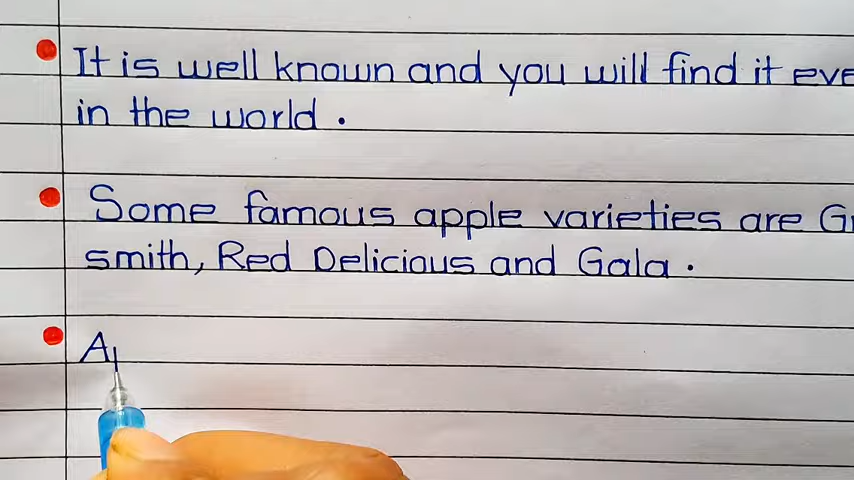 It is well known and you will find it eve
in the world .
Some famous apple varieties are Gr
smith, Red Delicious and Gala .
A